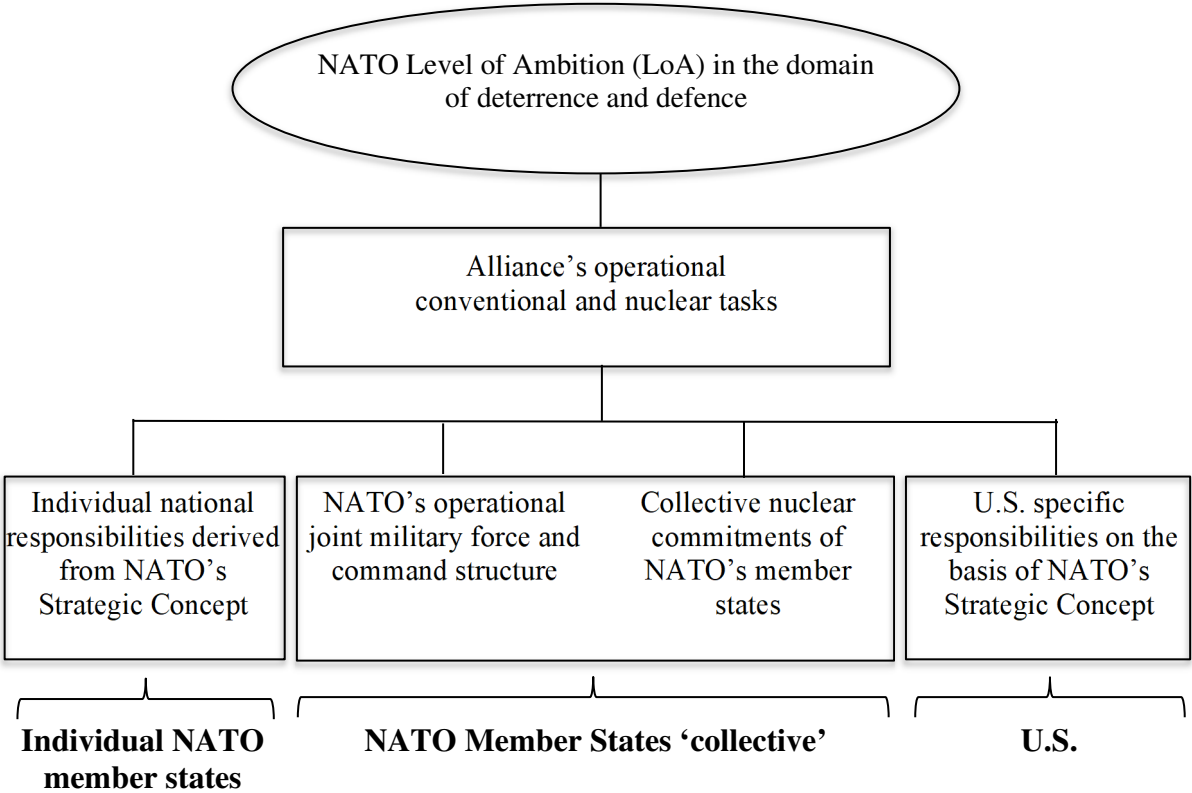 NATO Level of Ambition (LoA) in the domain
of deterrence and defence
Alliance’s operational
conventional and nuclear tasks
Individual national
responsibilities derived
from NATO’s
Strategic Concept
NATO’s operational
joint military force and
command structure
Collective nuclear
commitments of
NATO’s member
states
U.S. specific
responsibilities on the
basis of NATO’s
Strategic Concept
Individual NATO
member states
NATO Member States ‘collective’
U.S.